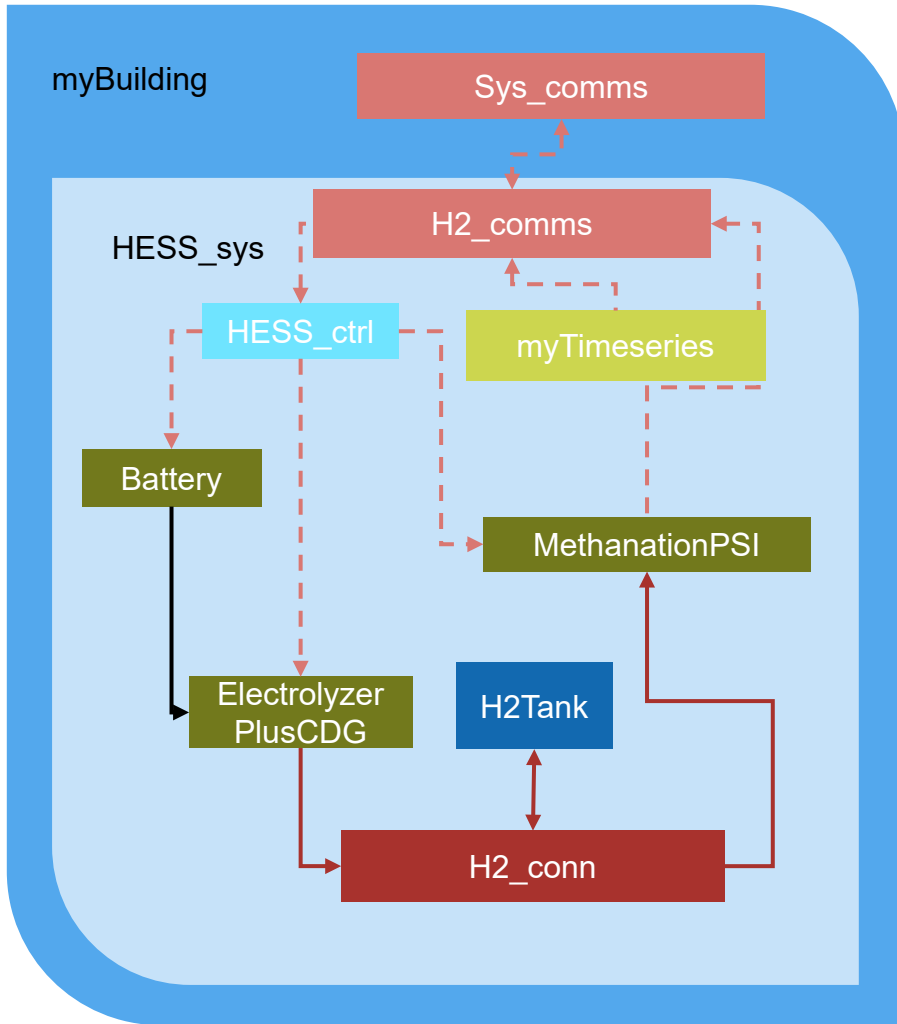 myBuilding
Sys_comms
H2_comms
HESS_sys
HESS_ctrl
myTimeseries
Battery
MethanationPSI
Electrolyzer
PlusCDG
H2Tank
H2_conn